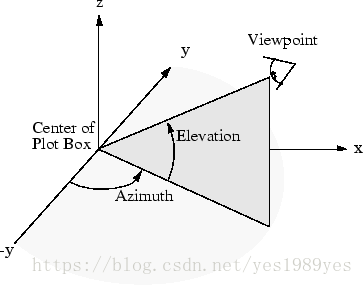 z
Viewpoint
y
Center of
Plot Box
Elevation
x
Azimuth
-y
https://blog.csdn.net/yes1989yes